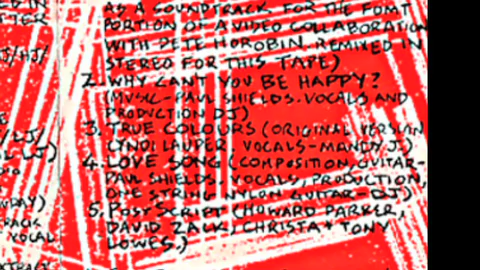 AS A SOUNDTRACK FOR THE FOMT
PORTION OF A VIDEO COLLABORATION
WITH PETE HOROBIN. REMIXED IN
STEREO FOR THIS TAPE)
2. WHY CAN'T YOU BE HAPPY?
(MUSIC - PAUL SHIELDS. VOCALS AND
PRODUCTION DJ)
3. TRUE COLOURS (ORIGINAL VERSION
CYNDI LAUPER, VOCALS - MANDY J.)
4. LOVE SONG (COMPOSITION, GUITAR -
PAUL SHIELDS. VOCALS, PRODUCTION,
ONE STRING NYLON GUITAR - DJ)
5. POSTSCRIPT (HOWARD PARKER,
DAVID ZACK, CHRISTA + TONY
LOWES.)